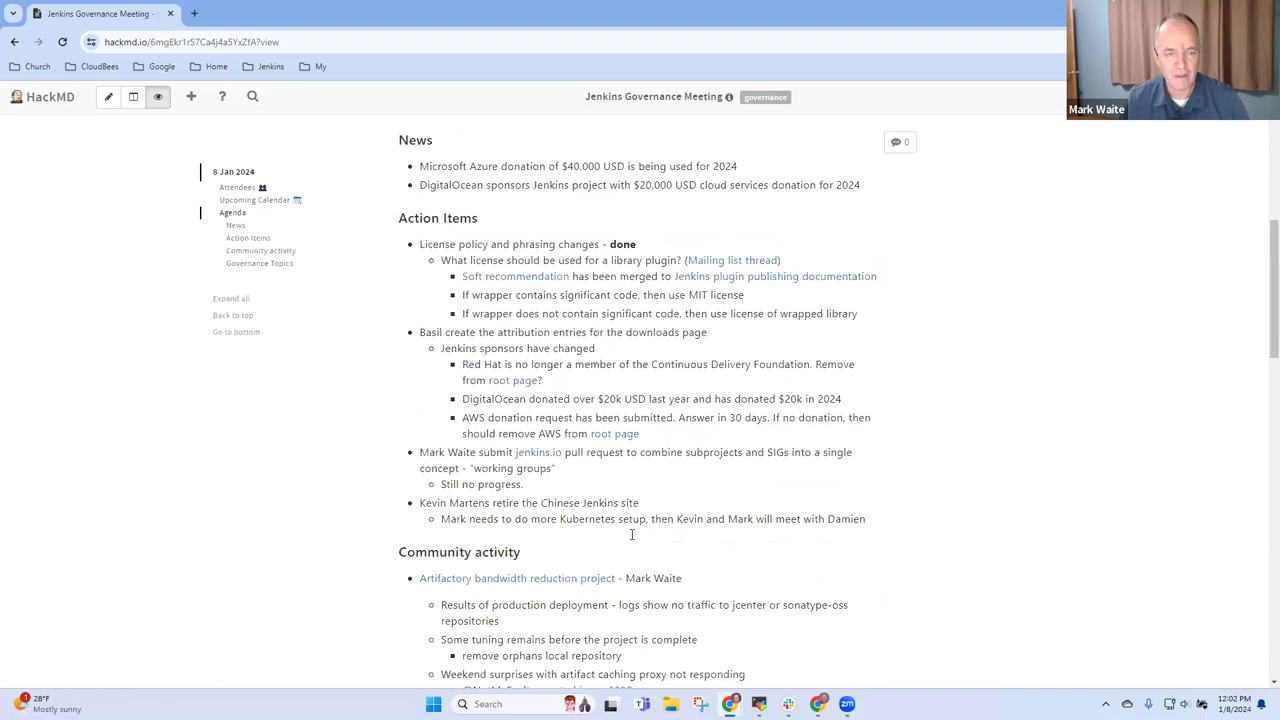 Jenkins Governance Meeting - H
hackmd.io/6mgEkr1rS7Ca4j4a5YxZfA?view
Church
CloudBees
Google
Home
Jenkins
My
Mark Waite
HackMD
Jenkins Governance Meeting
governance
8 Jan 2024
Attendees
Upcoming Calendar
Agenda
News
Action Items
Community activity
Governance Topics
Expand all
Back to top
Go to bottom
0
News
Microsoft Azure donation of $40,000 USD is being used for 2024
DigitalOcean sponsors Jenkins project with $20,000 USD cloud services donation for 2024
Action Items
License policy and phrasing changes - done
What license should be used for a library plugin? (Mailing list thread)
Soft recommendation has been merged to Jenkins plugin publishing documentation
If wrapper contains significant code, then use MIT license
If wrapper does not contain significant code, then use license of wrapped library
Basil create the attribution entries for the downloads page
Jenkins sponsors have changed
Red Hat is no longer a member of the Continuous Delivery Foundation. Remove
from root page?
DigitalOcean donated over $20k USD last year and has donated $20k in 2024
AWS donation request has been submitted. Answer in 30 days. If no donation, then
should remove AWS from root page
Mark Waite submit jenkins.io pull request to combine subprojects and SIGs into a single
concept - "working groups"
Still no progress.
Kevin Martens retire the Chinese Jenkins site
Mark needs to do more Kubernetes setup, then Kevin and Mark will meet with Damien
Community activity
Artifactory bandwidth reduction project - Mark Waite
Results of production deployment - logs show no traffic to jcenter or sonatype-oss
repositories
Some tuning remains before the project is complete
remove orphans local repository
Weekend surprises with artifact caching proxy not responding
1
28°F
Mostly sunny
Search
12:02 PM
1/8/2024